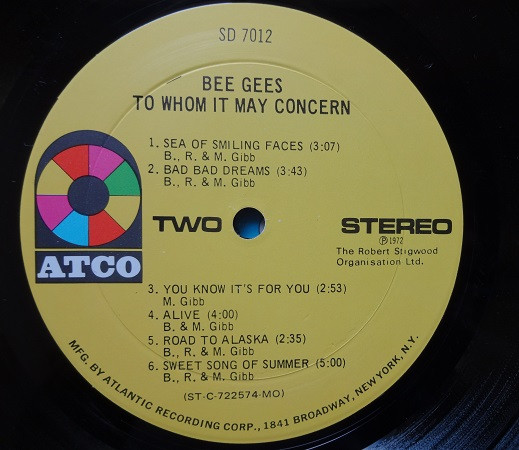 SD 7012
BEE GEES
TO WHOM IT MAY CONCERN
1. SEA OF SMILING FACES (3:07)
B., R. & M. Gibb
2. BAD BAD DREAMS (3:43)
B., R. & M. Gibb
TWO
STEREO
℗1972
The Robert Stigwood
Organisation Ltd.
ATCO
3. YOU KNOW IT'S FOR YOU (2:53)
M. Gibb
4. ALIVE (4:00)
B. & M. Gibb
5. ROAD TO ALASKA (2:35)
B., R. & M. Gibb
6. SWEET SONG OF SUMMER (5:00)
B., R. & M. Gibb
(ST-C-722574-MO)
MFG. BY ATLANTIC RECORDING CORP., 1841 BROADWAY, NEW YORK, N.Y.